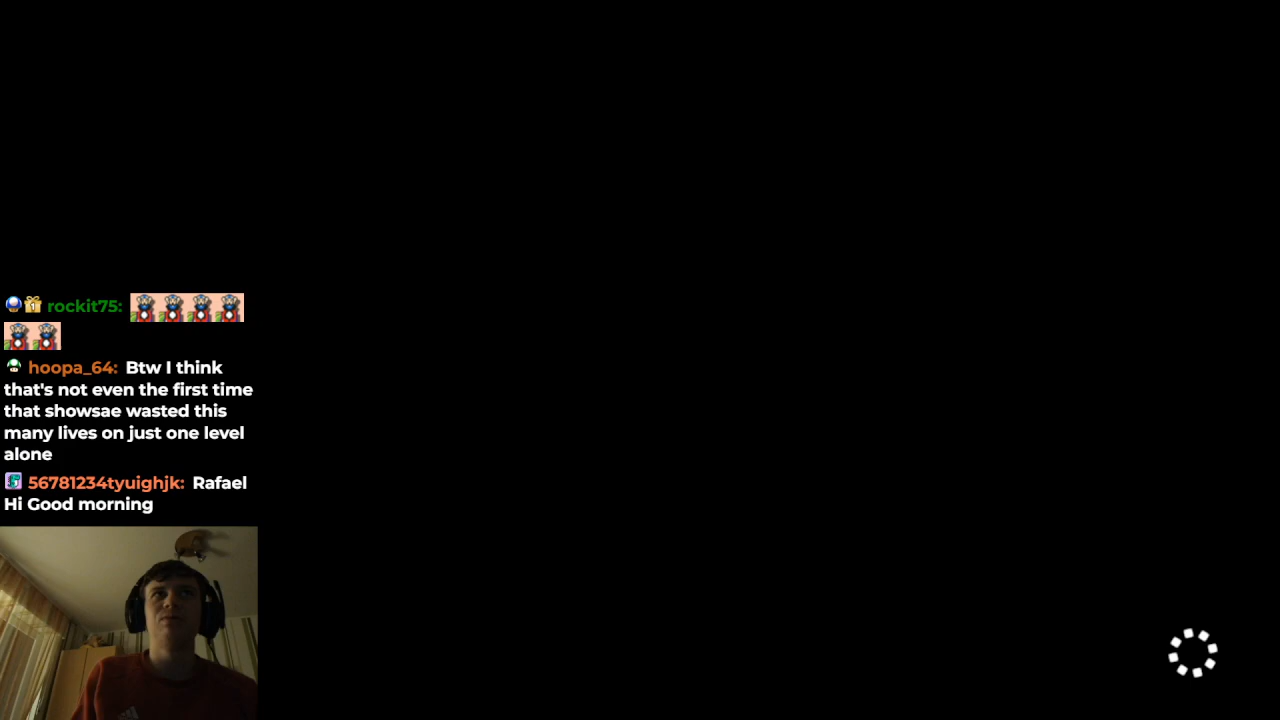 rockit75:
hoopa_64: Btw I think
that's not even the first time
that showsae wasted this
many lives on just one level
alone
56781234tyuighjk: Rafael
Hi Good morning